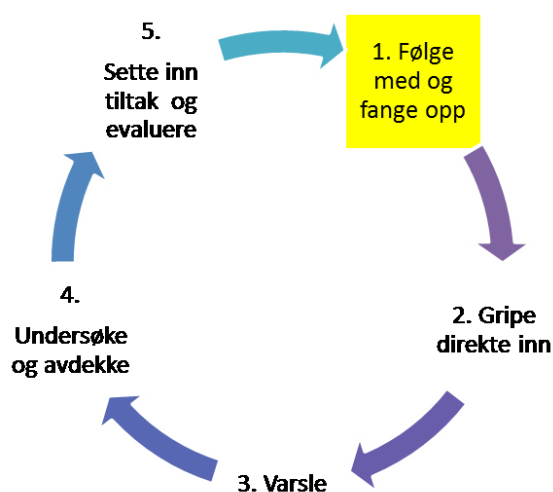 1. Følge
med og
fange opp
2. Gripe
direkte inn
3. Varsle
4.
Undersøke
og avdekke
5.
Sette inn
tiltak og
evaluere